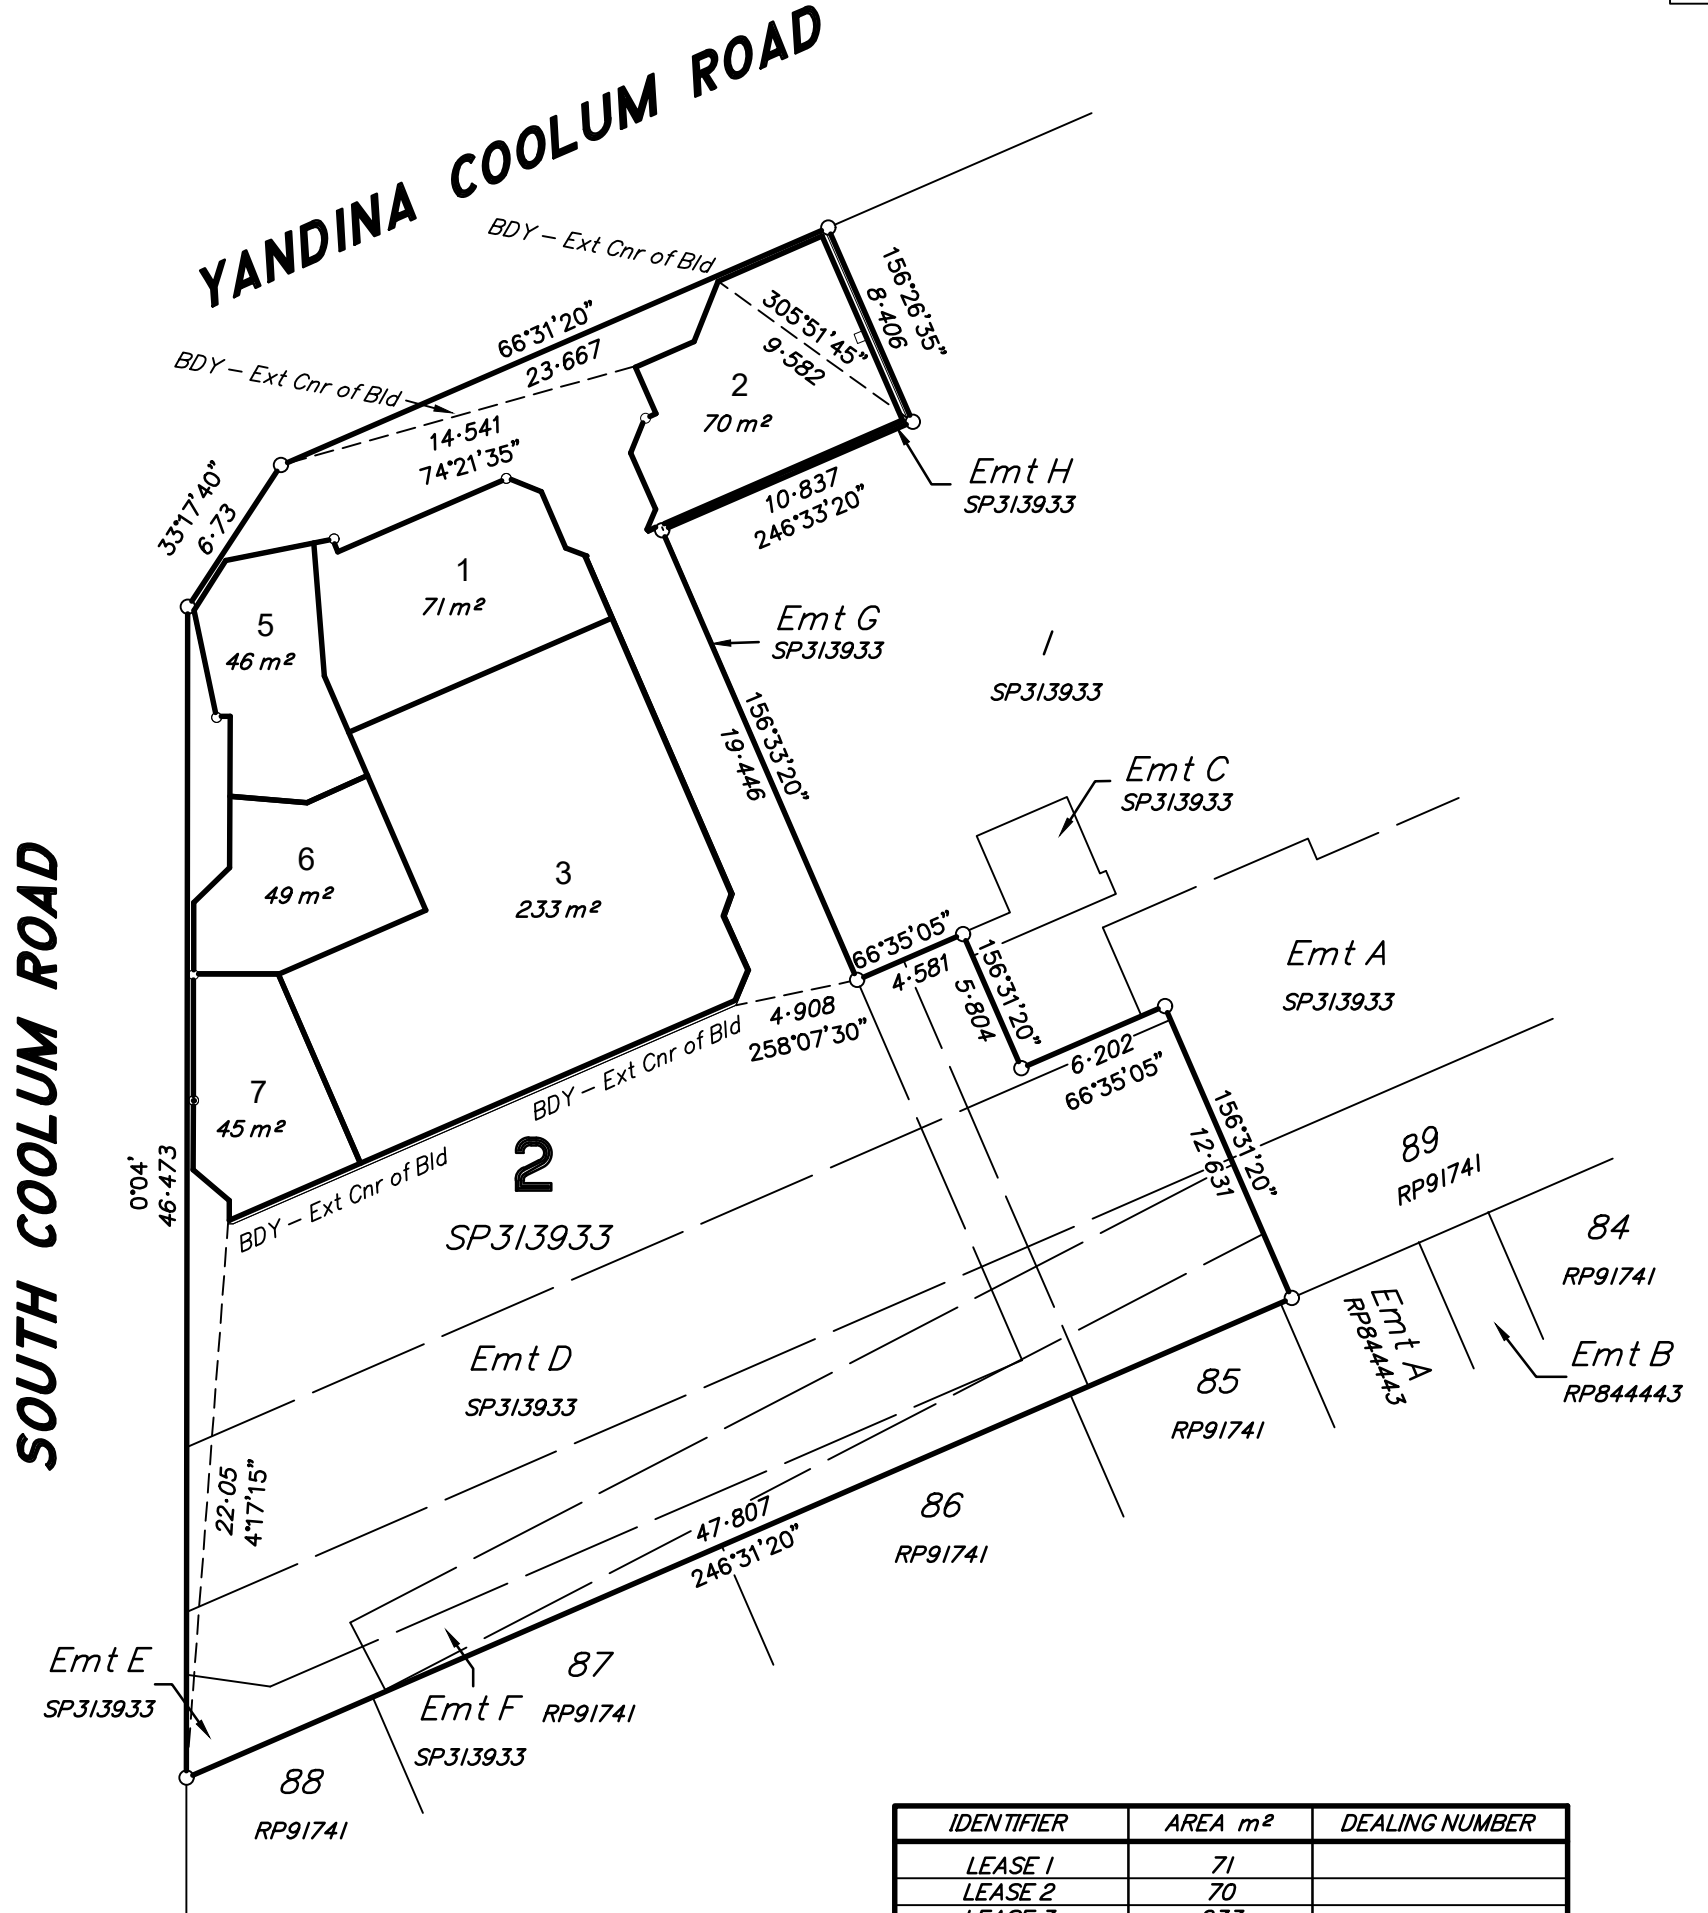 YANDINA COOLUM ROAD
BDY – Ext Cnr of Bld
66°31'20"
23·667
156°26'35"
8·406
305°51'45"
9·582
BDY – Ext Cnr of Bld
14·541
74°21'35"
2
70 m²
33°17'40"
6·73
10·837
246°33'20"
Emt H
SP313933
1
71 m²
5
46 m²
Emt G
SP313933
1
SP313933
156°33'20"
19·446
Emt C
SP313933
SOUTH COOLUM ROAD
6
49 m²
3
233 m²
66°35'05"
4·581
156°31'20"
5·804
Emt A
SP313933
4·908
258°07'30"
BDY – Ext Cnr of Bld
6·202
66°35'05"
7
45 m²
156°31'20"
12·631
89
RP91741
0°04'
46·473
BDY – Ext Cnr of Bld
2
SP313933
84
RP91741
Emt A
RP844443
Emt B
RP844443
Emt D
SP313933
85
RP91741
22·05
4°17'15"
47·807
246°31'20"
86
RP91741
Emt E
SP313933
Emt F
SP313933
87
RP91741
88
RP91741
IDENTIFIER AREA m² DEALING NUMBER
LEASE 1 71
LEASE 2 70
LEASE 3 233